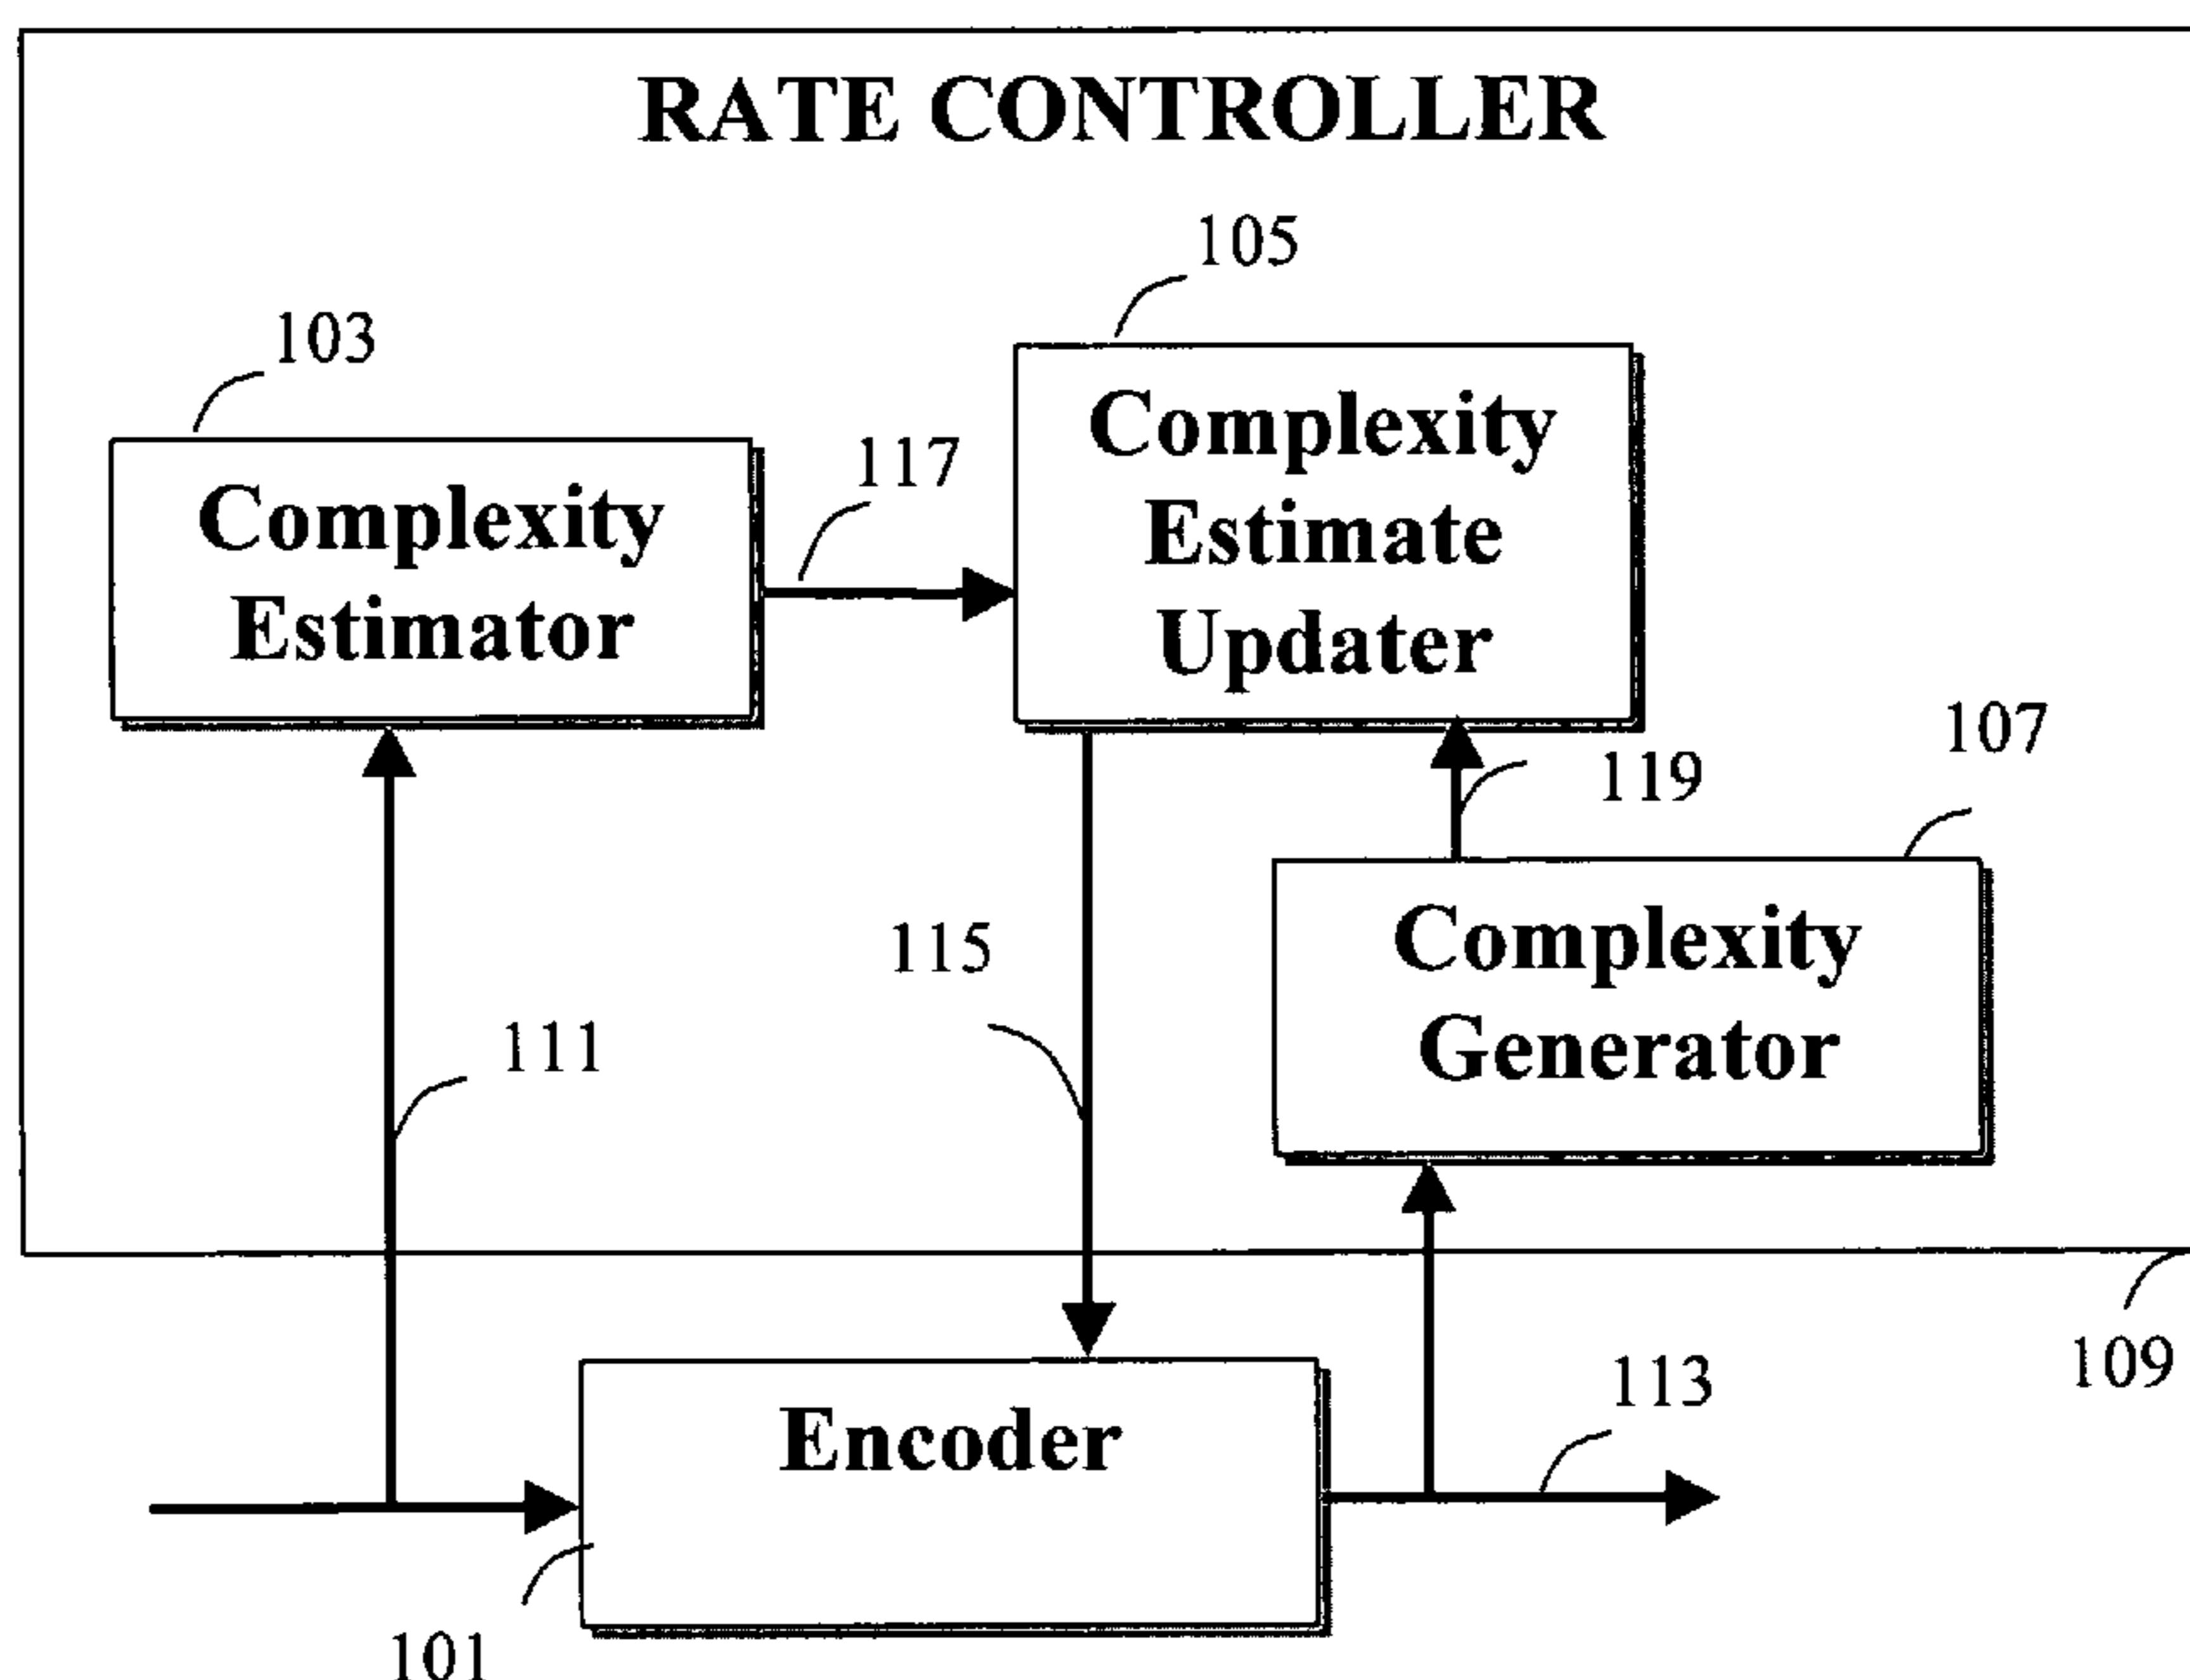 RATE CONTROLLER
105
103
117
Complexity
Estimator
Complexity
Estimate
Updater
107
119
115
Complexity
Generator
111
109
113
Encoder
101